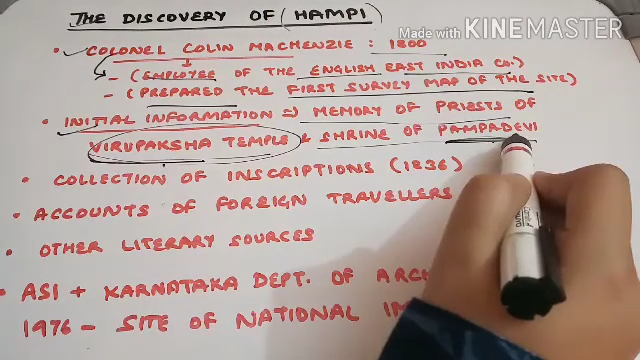 Made with KINEMASTER
THE DISCOVERY OF (HAMPI)
• COLONEL COLIN MACKENZIE : 1800
- (EMPLOYEE OF THE ENGLISH EAST INDIA CO.)
- (PREPARED THE FIRST SURVEY MAP OF THE SITE)
• INITIAL INFORMATION ⇒ MEMORY OF PRIESTS OF
VIRUPAKSHA TEMPLE & SHRINE OF PAMPADEVI
• COLLECTION OF INSCRIPTIONS (1836)
• ACCOUNTS OF FOREIGN TRAVELLERS
• OTHER LITERARY SOURCES
• ASI + KARNATAKA DEPT. OF ARCH
1976 - SITE OF NATIONAL IM